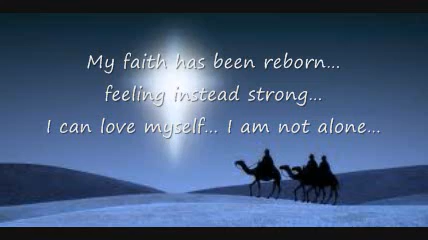 My faith has been reborn...
feeling instead strong...
I can love myself... I am not alone...